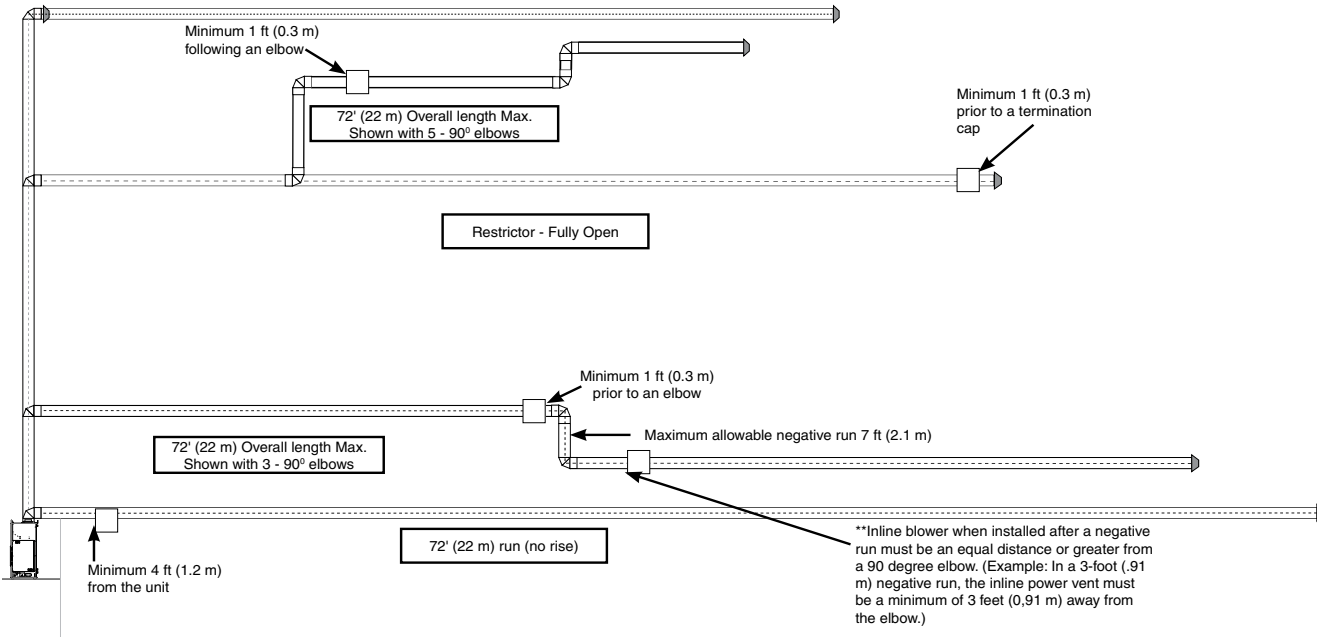 Minimum 1 ft (0.3 m)
following an elbow
72' (22 m) Overall length Max.
Shown with 5 - 90⁰ elbows
Minimum 1 ft (0.3 m)
prior to a termination
cap
Restrictor - Fully Open
Minimum 1 ft (0.3 m)
prior to an elbow
Maximum allowable negative run 7 ft (2.1 m)
72' (22 m) Overall length Max.
Shown with 3 - 90⁰ elbows
72' (22 m) run (no rise)
Minimum 4 ft (1.2 m)
from the unit
**Inline blower when installed after a negative
run must be an equal distance or greater from
a 90 degree elbow. (Example: In a 3-foot (.91
m) negative run, the inline power vent must
be a minimum of 3 feet (0,91 m) away from
the elbow.)